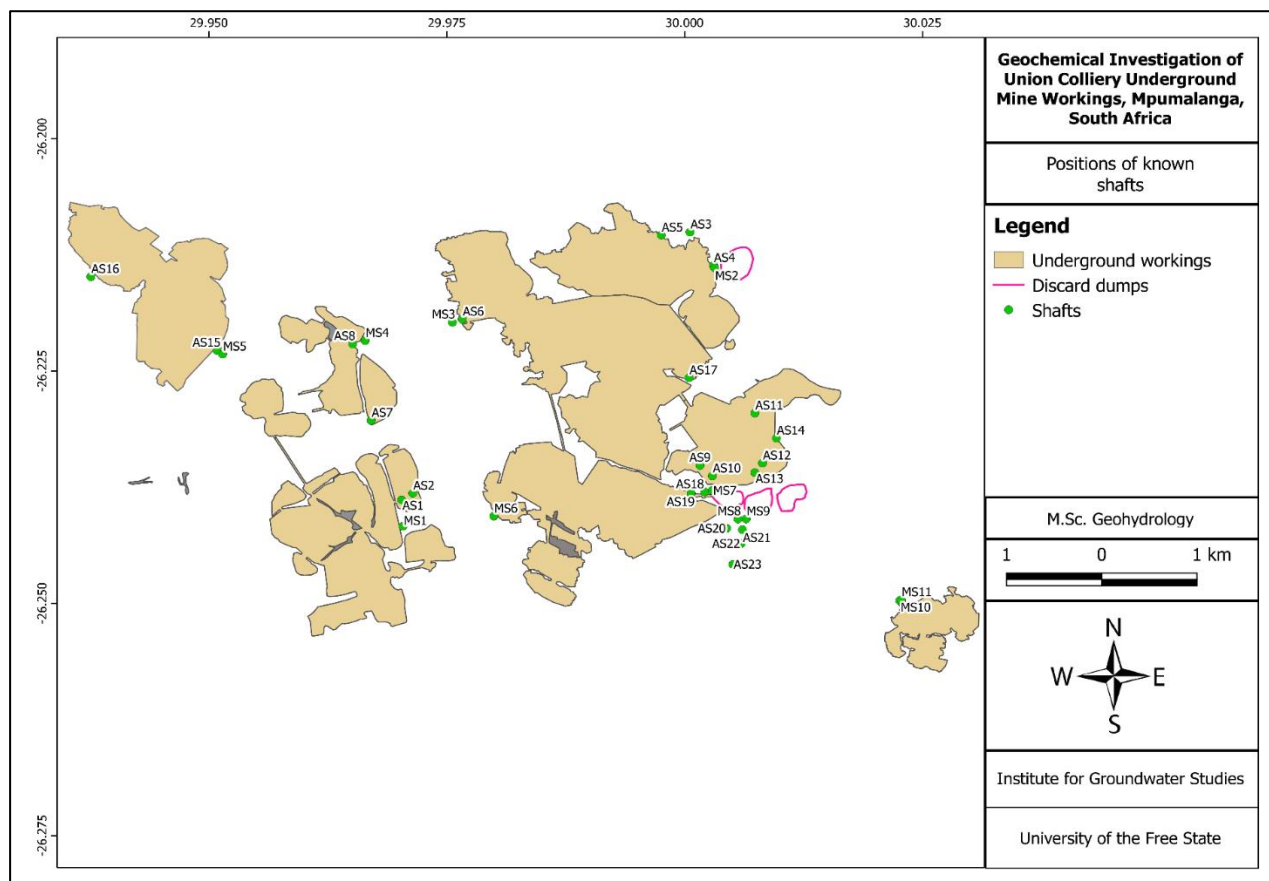 29.950
29.975
30.000
30.025
-26.200
-26.225
-26.250
-26.275
AS5
AS3
AS4
MS2
AS16
MS3
AS6
AS8
MS4
AS15
MS5
AS17
AS7
AS11
AS14
AS9
AS12
AS10
AS13
AS2
AS18
MS7
AS1
AS19
MS6
MS8
MS9
MS1
AS20
AS21
AS22
AS23
MS11
MS10
Geochemical Investigation of
Union Colliery Underground
Mine Workings, Mpumalanga,
South Africa
Positions of known
shafts
Legend
Underground workings
Discard dumps
Shafts
M.Sc. Geohydrology
1 0 1 km
N
W E
S
Institute for Groundwater Studies
University of the Free State